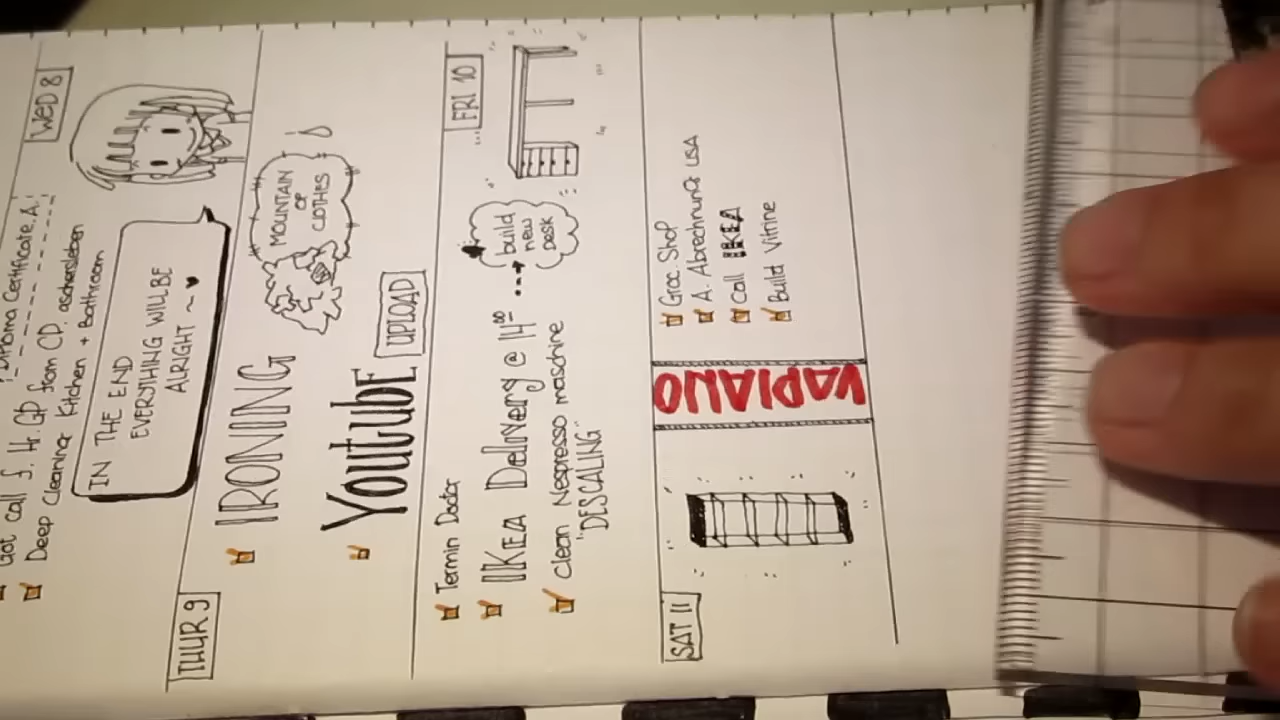 WED 8
Diploma Certificate.A.!
Got call f. Hr. GP from CP. aschersleben
Deep Cleaning Kitchen + Bathroom
IN THE END
EVERYTHING WILL BE
ALRIGHT ~ ♥
THUR 9
IRONING
MOUNTAIN
OF
CLOTHES
Youtube UPLOAD
FRI 10
Termin Doctor
IKEA Delivery @ 14⁰⁰
build
new
Desk
Clean Nespresso maschine
"DESCALING"
SAT 11
VAPIANO
Groc. Shop
A. Abrechnung USA
Call IKEA
Build Vitrine